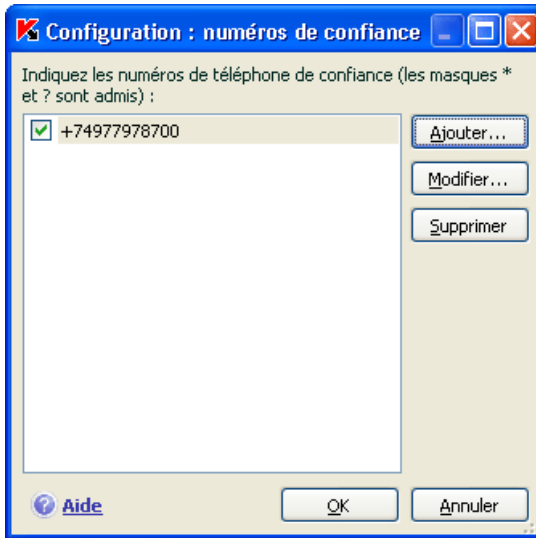 Configuration : numéros de confiance
Indiquez les numéros de téléphone de confiance (les masques *
et ? sont admis) :
+74977978700
Ajouter...
Modifier...
Supprimer
Aide
OK
Annuler